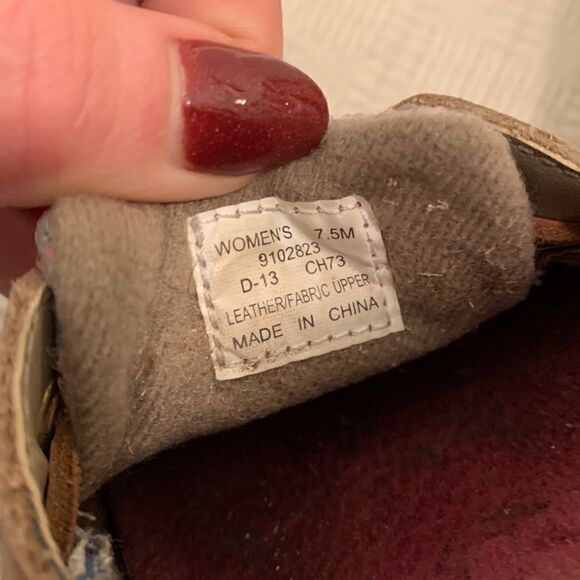 WOMEN'S 7.5M
9102823
D-13 CH73
LEATHER/FABRIC UPPER
MADE IN CHINA